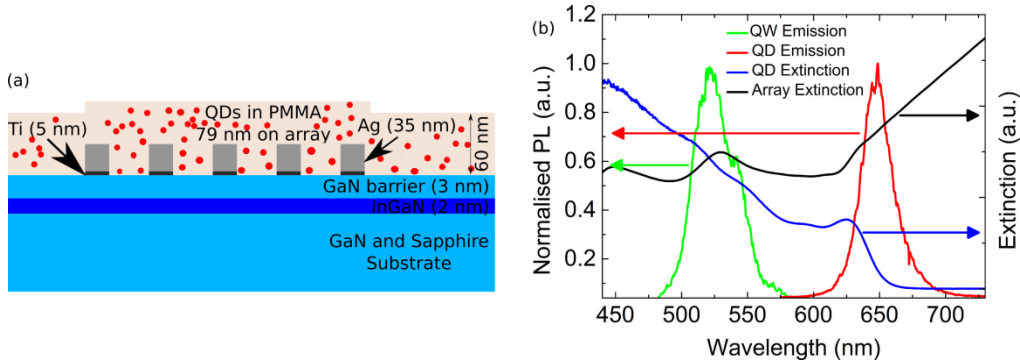 (a)
QDs in PMMA
79 nm on array
Ti (5 nm)
Ag (35 nm)
60 nm
GaN barrier (3 nm)
InGaN (2 nm)
GaN and Sapphire
Substrate
(b)
Normalised PL (a.u.)
1.2
1.0
0.8
0.6
0.4
0.2
QW Emission
QD Emission
QD Extinction
Array Extinction
Extinction (a.u.)
450 500 550 600 650 700
Wavelength (nm)